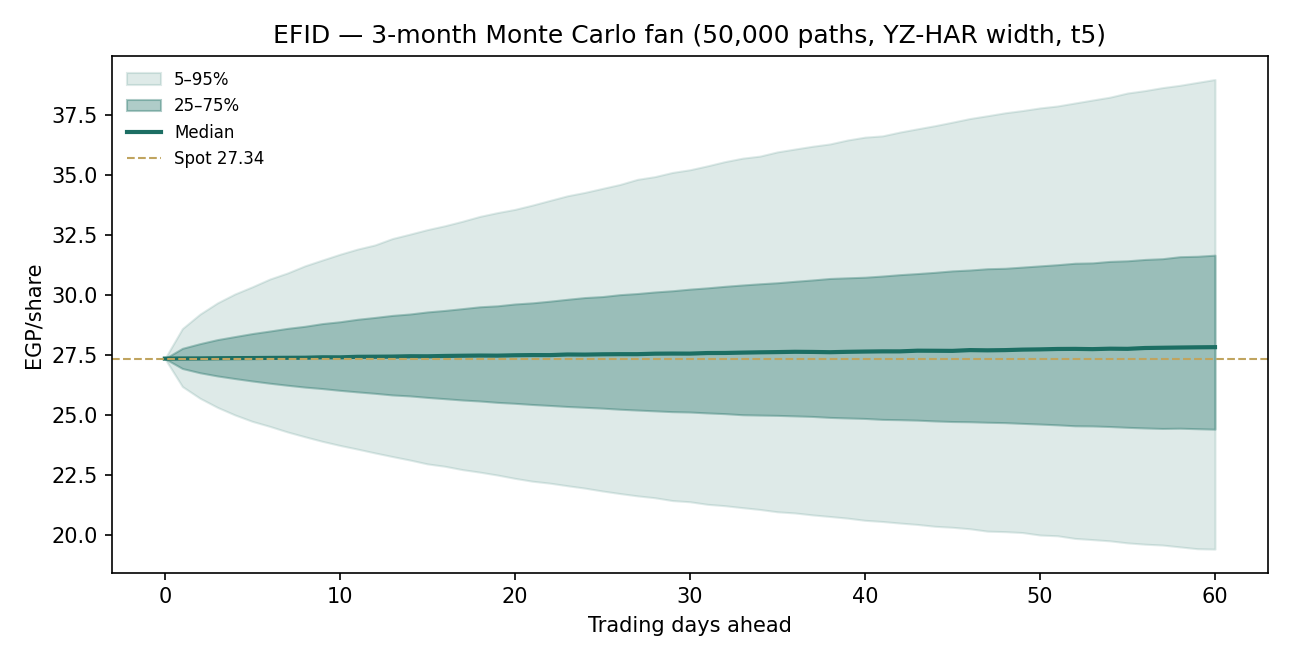 EFID — 3-month Monte Carlo fan (50,000 paths, YZ-HAR width, t5)
5–95%
25–75%
Median
Spot 27.34
EGP/share
37.5
35.0
32.5
30.0
27.5
25.0
22.5
20.0
0 10 20 30 40 50 60
Trading days ahead